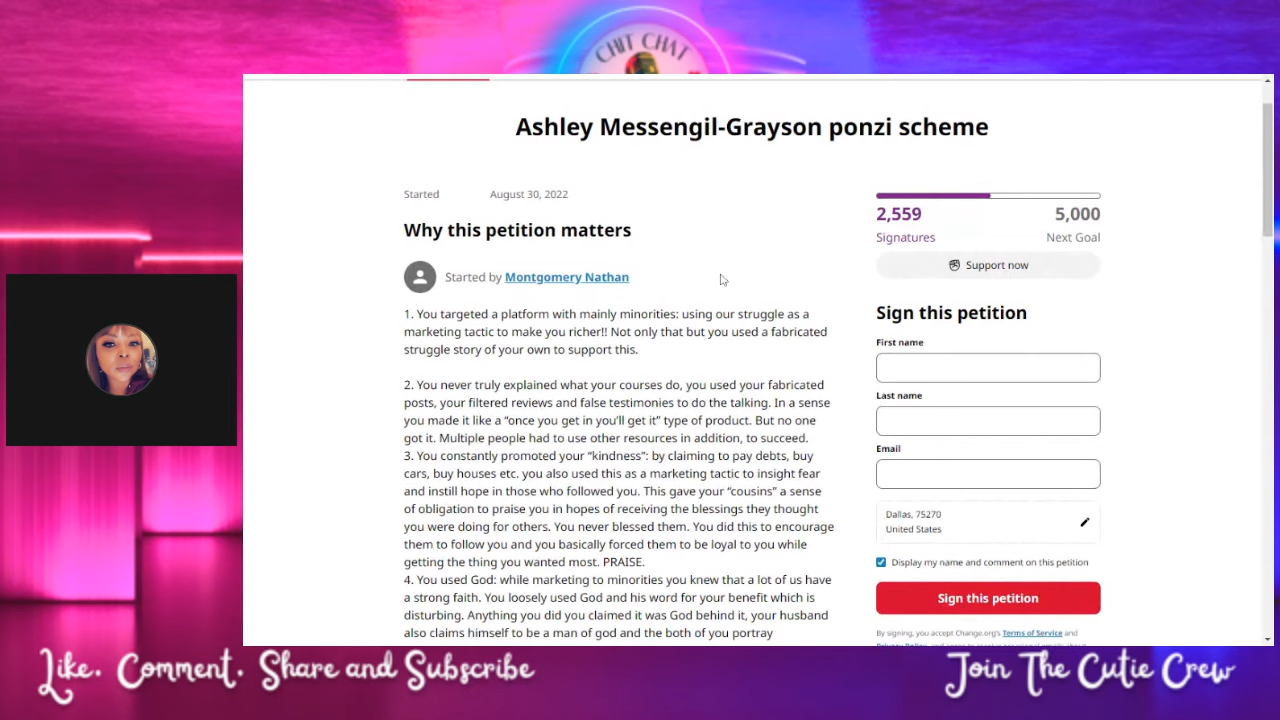 CHIT CHAT
Ashley Messengil-Grayson ponzi scheme
Started August 30, 2022
Why this petition matters
Started by Montgomery Nathan
1. You targeted a platform with mainly minorities: using our struggle as a
marketing tactic to make you richer!! Not only that but you used a fabricated
struggle story of your own to support this.
2. You never truly explained what your courses do, you used your fabricated
posts, your filtered reviews and false testimonies to do the talking. In a sense
you made it like a “once you get in you’ll get it” type of product. But no one
got it. Multiple people had to use other resources in addition, to succeed.
3. You constantly promoted your “kindness”: by claiming to pay debts, buy
cars, buy houses etc. you also used this as a marketing tactic to insight fear
and instill hope in those who followed you. This gave your “cousins” a sense
of obligation to praise you in hopes of receiving the blessings they thought
you were doing for others. You never blessed them. You did this to encourage
them to follow you and you basically forced them to be loyal to you while
getting the thing you wanted most. PRAISE.
4. You used God: while marketing to minorities you knew that a lot of us have
a strong faith. You loosely used God and his word for your benefit which is
disturbing. Anything you did you claimed it was God behind it, your husband
also claims himself to be a man of god and the both of you portray
2,559 5,000
Signatures Next Goal
Support now
Sign this petition
First name
Last name
Email
Dallas, 75270
United States
Display my name and comment on this petition
Sign this petition
By signing, you accept Change.org’s Terms of Service and
Like. Comment. Share and Subscribe
Join The Cutie Crew